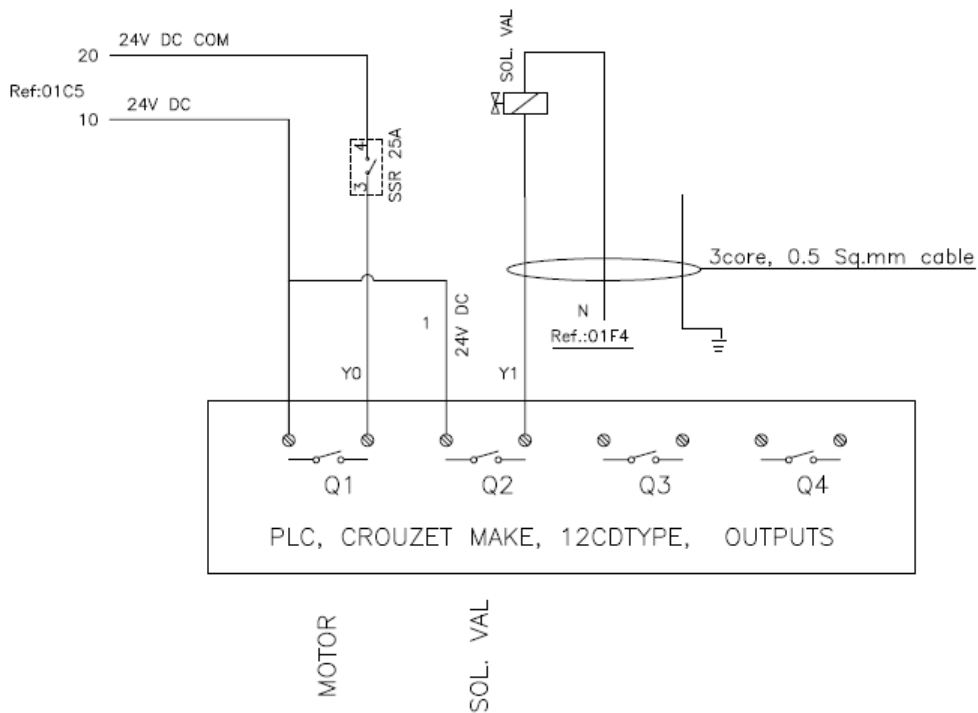 24V DC COM
20
Ref:01C5
24V DC
10
4
3
SSR 25A
SOL. VAL
3core, 0.5 Sq.mm cable
N
Ref.:01F4
1
24V DC
Y0
Y1
Q1
Q2
Q3
Q4
PLC, CROUZET MAKE, 12CDTYPE, OUTPUTS
MOTOR
SOL. VAL